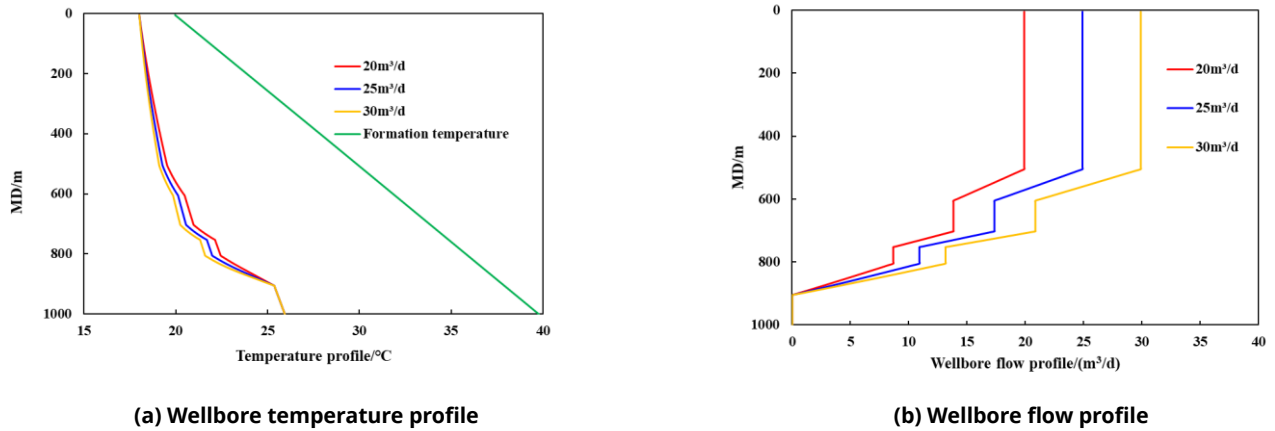 0
200
400
600
800
1000
MD/m
15
20
25
30
35
40
Temperature profile/°C
20m³/d
25m³/d
30m³/d
Formation temperature
(a) Wellbore temperature profile
0
200
400
600
800
1000
MD/m
0
5
10
15
20
25
30
35
40
Wellbore flow profile/(m³/d)
20m³/d
25m³/d
30m³/d
(b) Wellbore flow profile